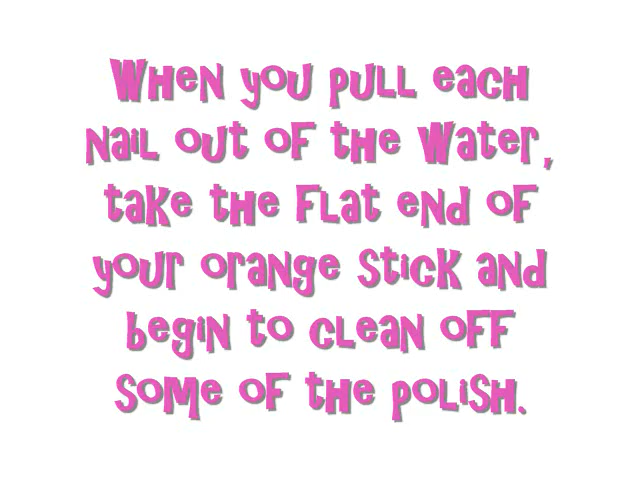 When you pull each
nail out of the water,
take the flat end of
your orange stick and
begin to clean off
some of the polish.